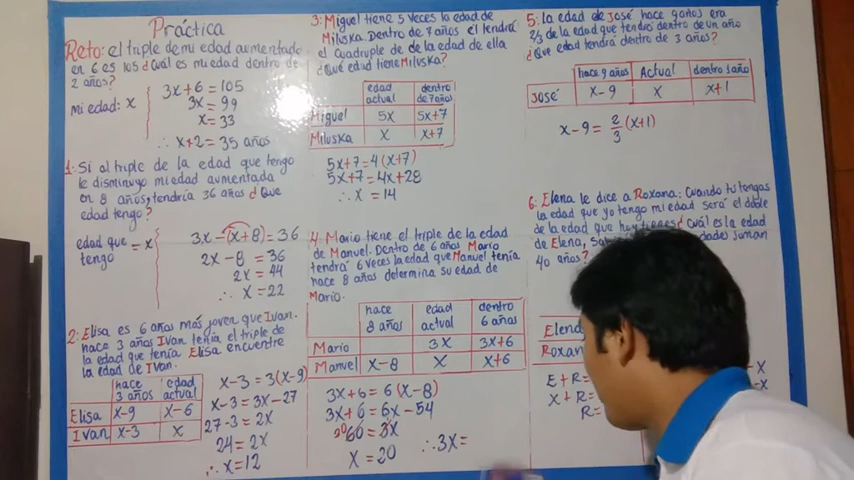 Práctica
Reto: el triple de mi edad aumentado
en 6 es 105 ¿Cuál es mi edad dentro de
2 años?
mi edad: x
3x+6 = 105
3x = 99
x = 33
∴ x+2 = 35 años
1: Si al triple de la edad que tengo
le disminuyo mi edad aumentada
en 8 años, tendría 36 años ¿Que
edad tengo?
edad que = x
tengo
3x-(x+8) = 36
2x-8 = 36
2x = 44
∴ x = 22
2: Elisa es 6 años más joven que Ivan.
hace 3 años Ivan tenía el triple de
la edad que tenía Elisa encuentre
la edad de Ivan.
hace 3 años edad actual
Elisa x-9 x-6
Ivan x-3 x
x-3 = 3(x-9)
x-3 = 3x-27
27-3 = 2x
24 = 2x
∴ x = 12
3: Miguel tiene 5 veces la edad de
Miluska. Dentro de 7 años él tendrá
el Cuadruple de de la edad de ella
¿Qué edad tiene Miluska?
edad actual dentro de 7 años
Miguel 5x 5x+7
Miluska x x+7
5x+7 = 4(x+7)
5x+7 = 4x+28
∴ x = 14
4. Mario tiene el triple de la edad
de Manuel. Dentro de 6 años Mario
tendrá 6 veces la edad que Manuel tenía
hace 8 años determina su edad de
Mario.
hace 8 años edad actual dentro 6 años
Mario 3x 3x+6
Manuel x-8 x x+6
3x+6 = 6(x-8)
3x+6 = 6x-54
20 60 = 3x
x = 20
∴ 3x =
5: la edad de José hace 9 años era
2/3 de la edad que tendrá dentro de un año
¿Que edad tendrá dentro de 3 años?
hace 9 años Actual dentro 1 año
José x-9 x x+1
x-9 = 2/3 (x+1)
6: Elena le dice a Roxana: Cuando tu tengas
la edad que yo tengo mi edad será el doble
de la edad que hoy tienes ¿Cuál es la edad
de Elena, suman
40 años?
E+R=
x+R=
R=
-x
-x